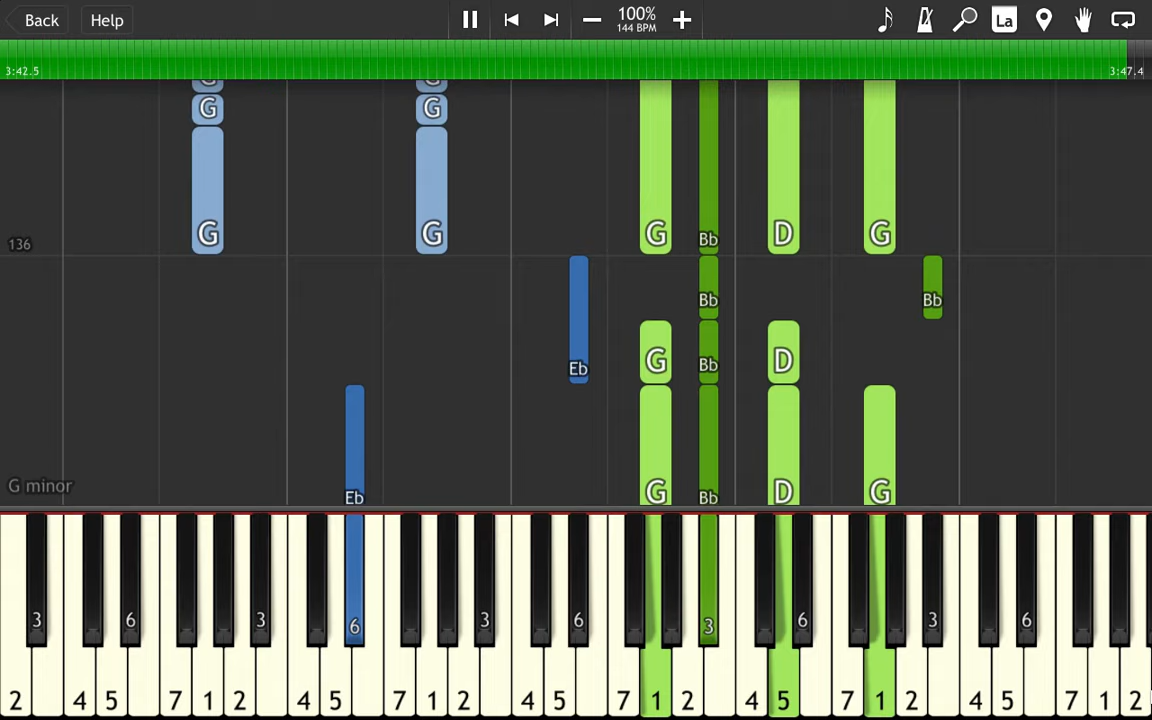 Back Help 100% La
144 BPM
3:42.5 3:47.4
G G
G G
G G G Bb D G
136
Bb Bb
Eb G Bb D
G minor
Eb G Bb D G
3 6 3 6 3 6 3 6 3 6
2 4 5 7 1 2 4 5 7 1 2 4 5 7 1 2 4 5 7 1 2 4 5 7 1 2